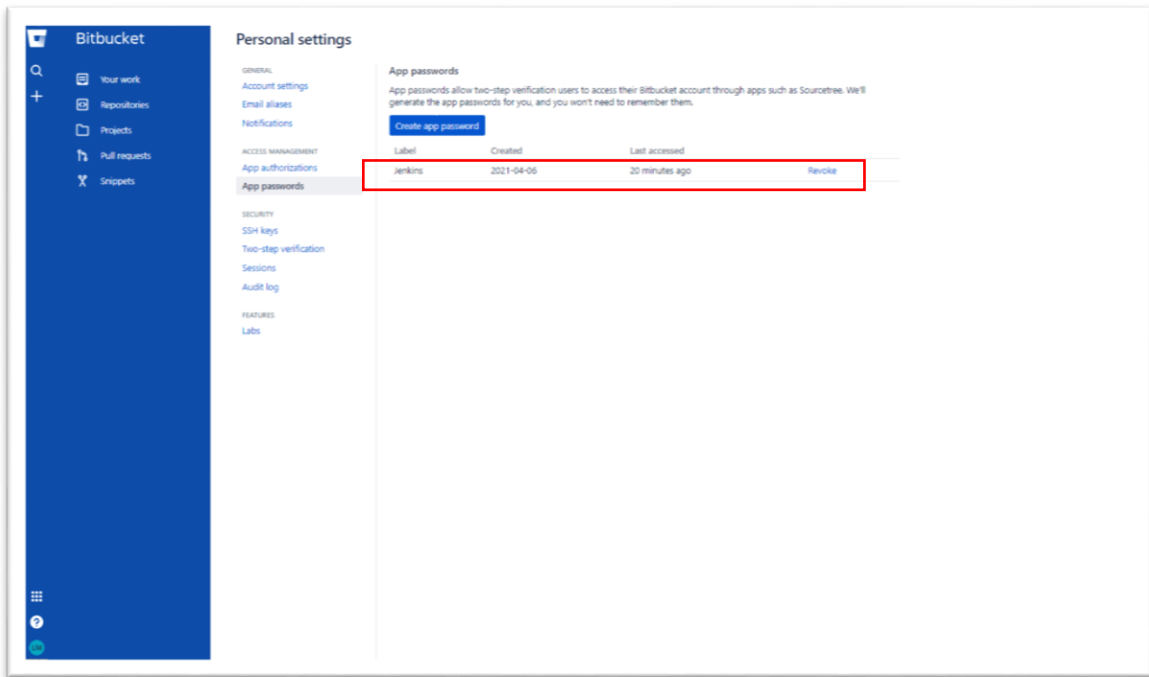 Bitbucket
Your work
Repositories
Projects
Pull requests
Snippets
Personal settings
GENERAL
Account settings
Email aliases
Notifications
ACCESS MANAGEMENT
App authorizations
App passwords
SECURITY
SSH keys
Two-step verification
Sessions
Audit log
FEATURES
Labs
App passwords
App passwords allow two-step verification users to access their Bitbucket account through apps such as Sourcetree. We'll
generate the app passwords for you, and you won't need to remember them.
Create app password
Label Created Last accessed
Jenkins 2021-04-06 20 minutes ago Revoke